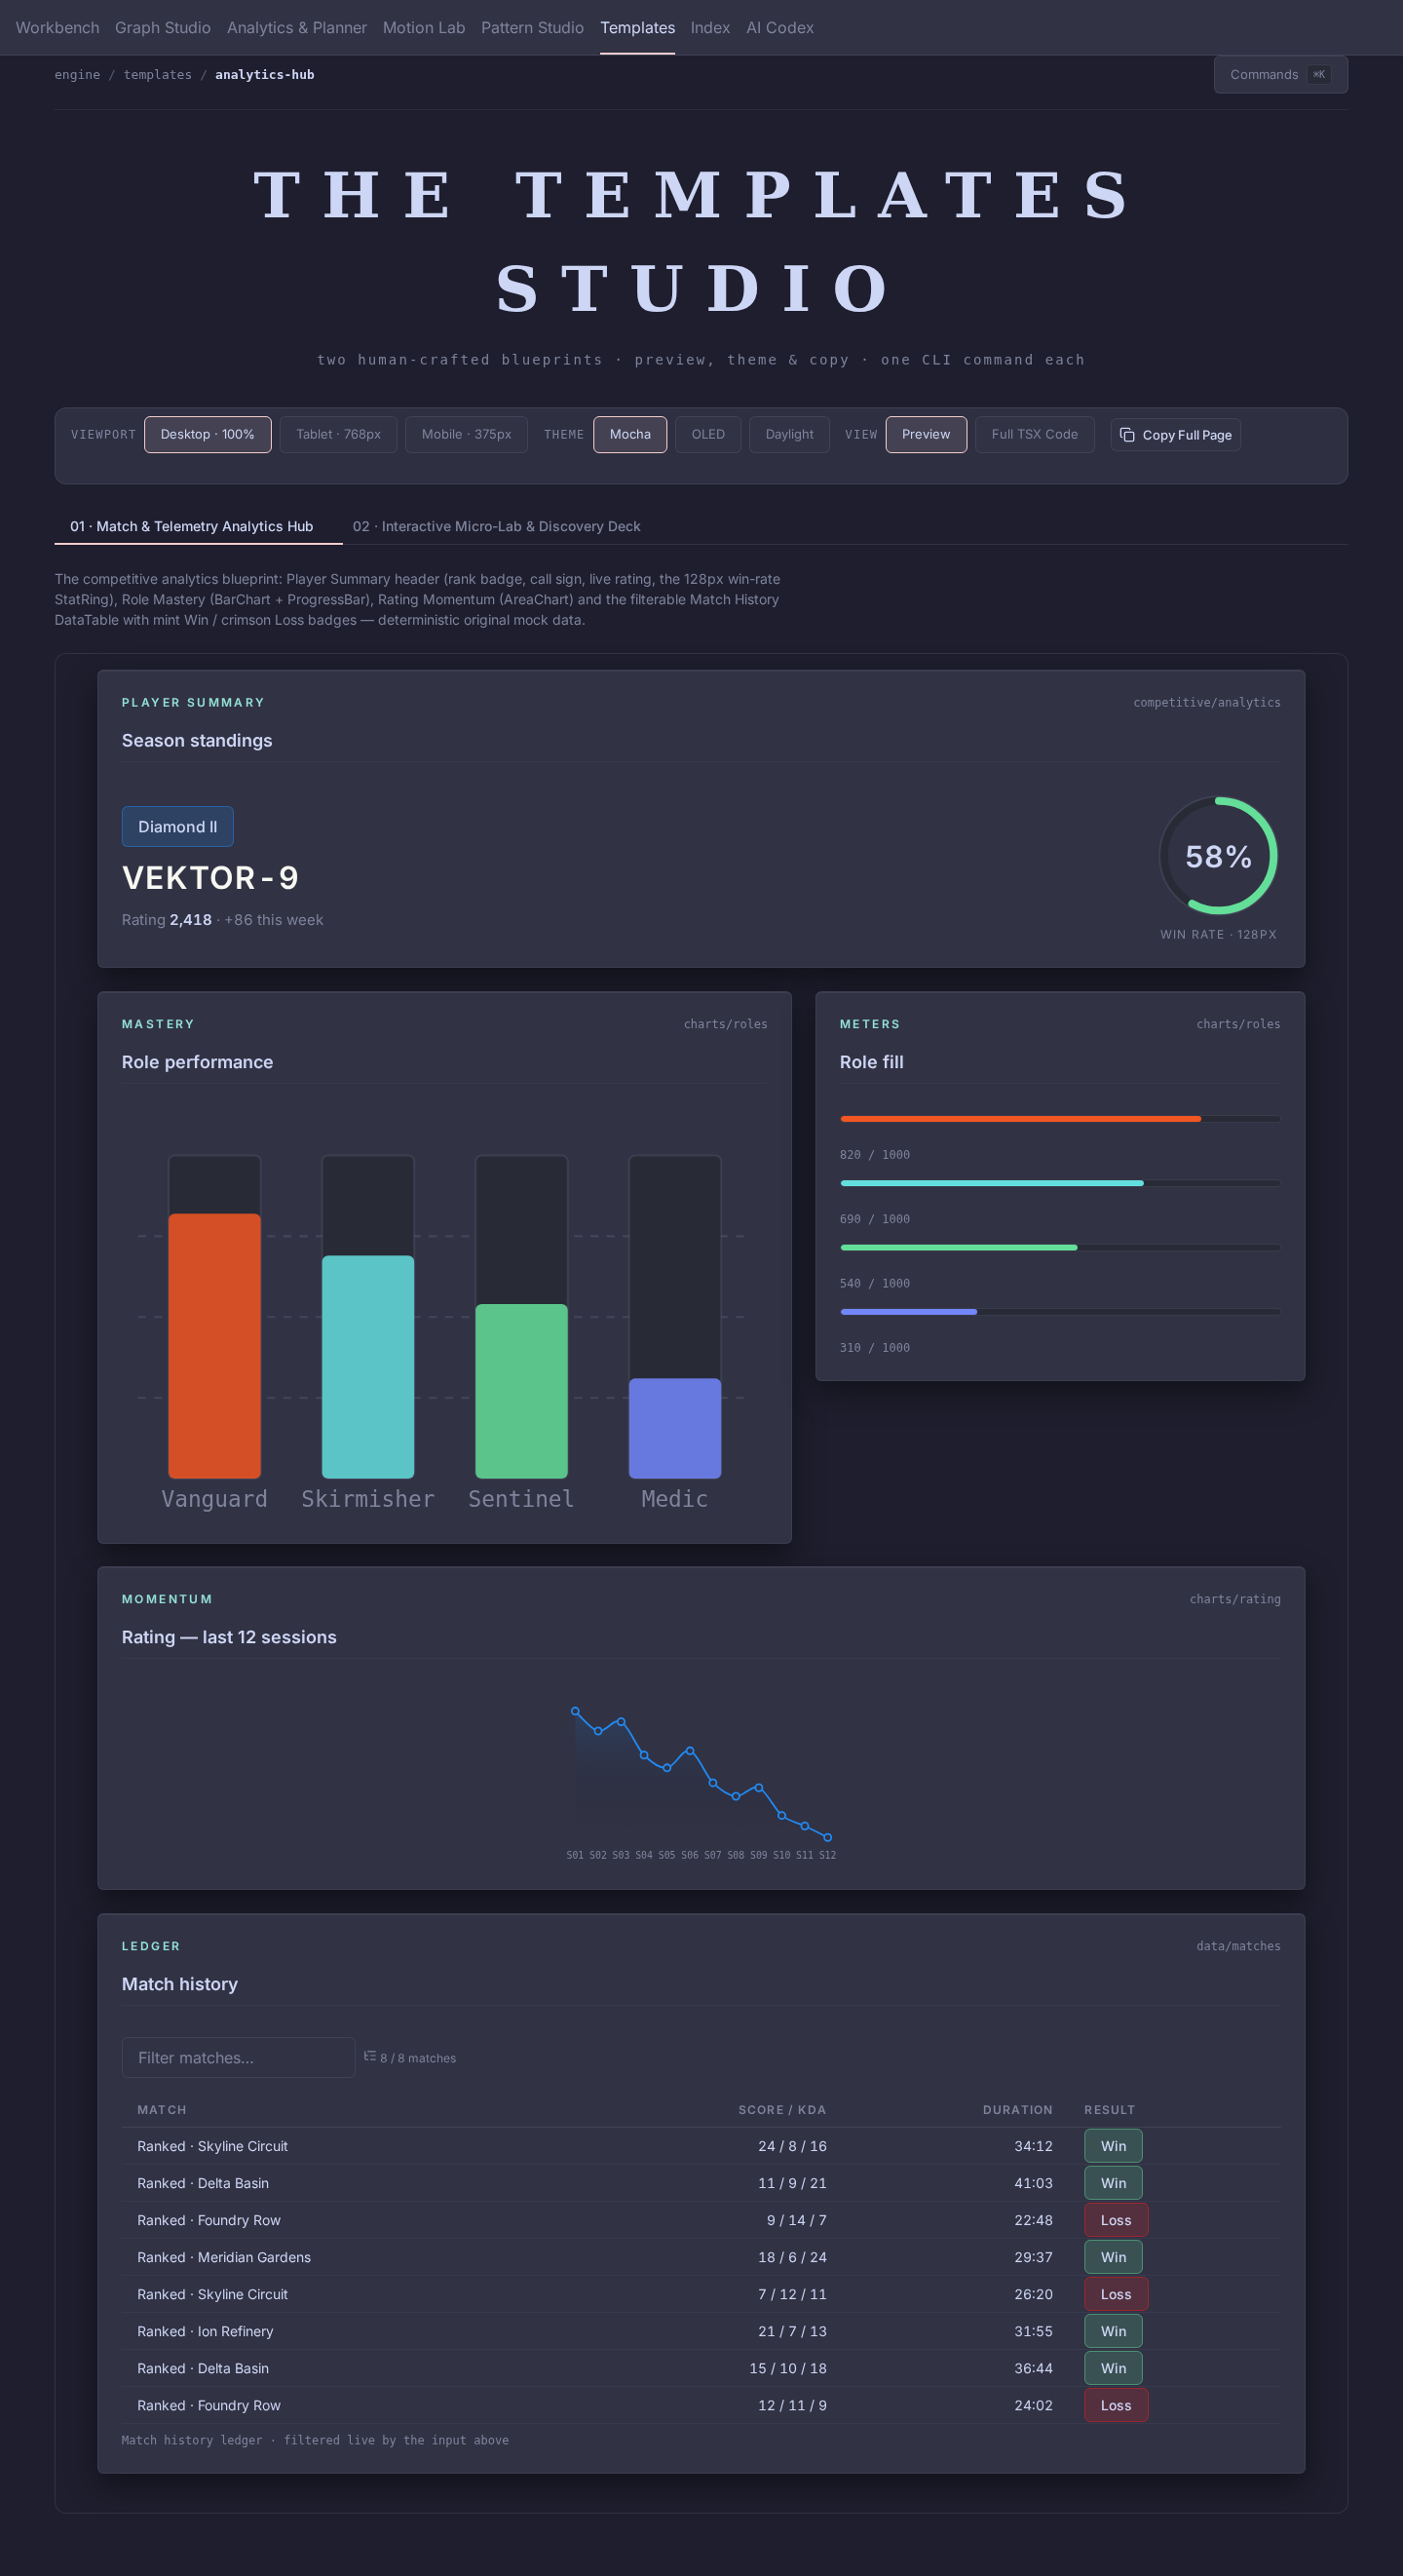 Workbench Graph Studio Analytics & Planner Motion Lab Pattern Studio Templates Index AI Codex
engine / templates / analytics-hub
Commands ⌘K
THE TEMPLATES
STUDIO
two human-crafted blueprints · preview, theme & copy · one CLI command each
VIEWPORT Desktop · 100% Tablet · 768px Mobile · 375px THEME Mocha OLED Daylight VIEW Preview Full TSX Code Copy Full Page
01 · Match & Telemetry Analytics Hub 02 · Interactive Micro-Lab & Discovery Deck
The competitive analytics blueprint: Player Summary header (rank badge, call sign, live rating, the 128px win-rate
StatRing), Role Mastery (BarChart + ProgressBar), Rating Momentum (AreaChart) and the filterable Match History
DataTable with mint Win / crimson Loss badges — deterministic original mock data.
PLAYER SUMMARY competitive/analytics
Season standings
Diamond II
VEKTOR-9
Rating 2,418 · +86 this week
58%
WIN RATE · 128PX
MASTERY charts/roles
Role performance
Vanguard Skirmisher Sentinel Medic
METERS charts/roles
Role fill
820 / 1000
690 / 1000
540 / 1000
310 / 1000
MOMENTUM charts/rating
Rating — last 12 sessions
S01 S02 S03 S04 S05 S06 S07 S08 S09 S10 S11 S12
LEDGER data/matches
Match history
Filter matches... 8 / 8 matches
MATCH SCORE / KDA DURATION RESULT
Ranked · Skyline Circuit 24 / 8 / 16 34:12 Win
Ranked · Delta Basin 11 / 9 / 21 41:03 Win
Ranked · Foundry Row 9 / 14 / 7 22:48 Loss
Ranked · Meridian Gardens 18 / 6 / 24 29:37 Win
Ranked · Skyline Circuit 7 / 12 / 11 26:20 Loss
Ranked · Ion Refinery 21 / 7 / 13 31:55 Win
Ranked · Delta Basin 15 / 10 / 18 36:44 Win
Ranked · Foundry Row 12 / 11 / 9 24:02 Loss
Match history ledger · filtered live by the input above